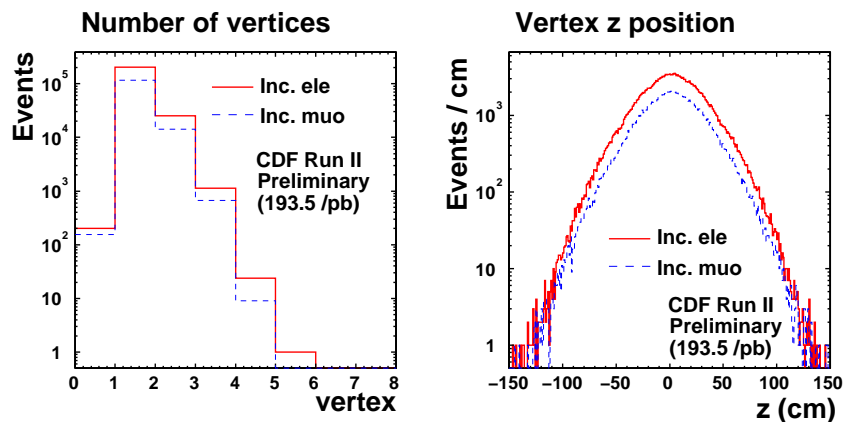 Number of vertices
Events
10^5
10^4
10^3
10^2
10
1
Inc. ele
Inc. muo
CDF Run II
Preliminary
(193.5 /pb)
0 1 2 3 4 5 6 7 8
vertex
Vertex z position
Events / cm
10^3
10^2
10
1
Inc. ele
Inc. muo
CDF Run II
Preliminary
(193.5 /pb)
−150 −100 −50 0 50 100 150
z (cm)